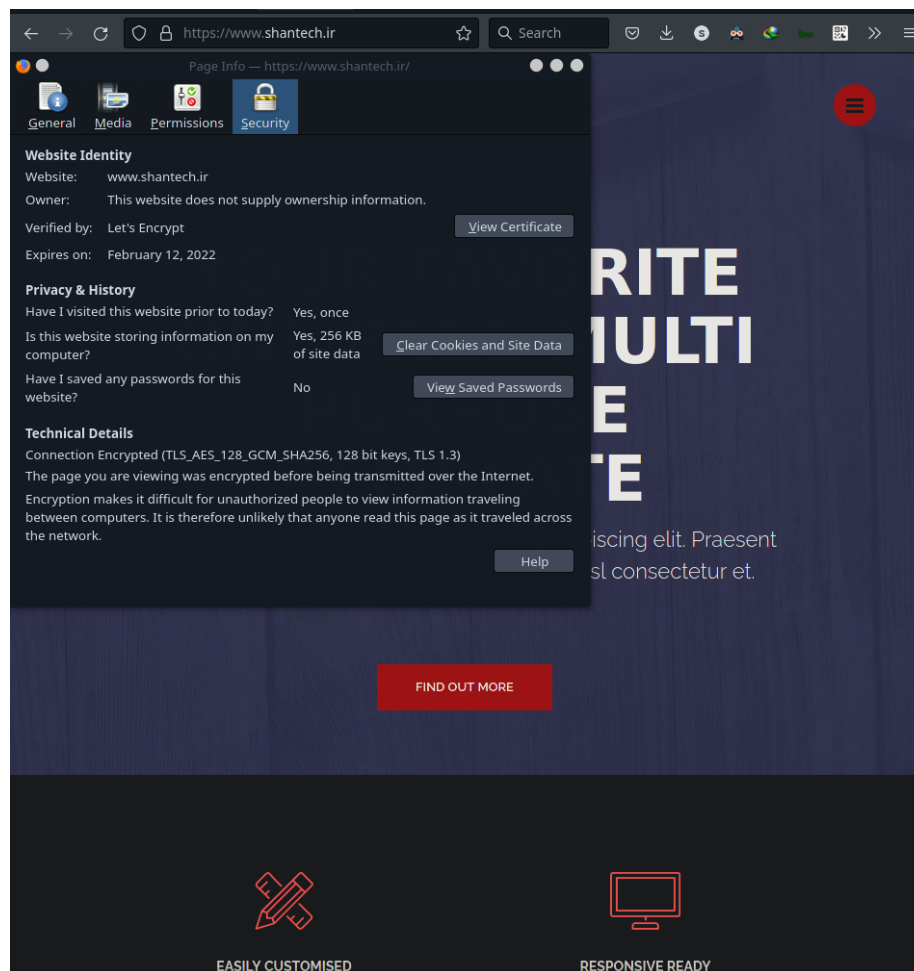 https://www.shantech.ir
Search
S
Page Info — https://www.shantech.ir/
General Media Permissions Security
Website Identity
Website: www.shantech.ir
Owner: This website does not supply ownership information.
Verified by: Let's Encrypt
View Certificate
Expires on: February 12, 2022
Privacy & History
Have I visited this website prior to today? Yes, once
Is this website storing information on my
computer?
Yes, 256 KB
of site data
Clear Cookies and Site Data
Have I saved any passwords for this
website?
No
View Saved Passwords
Technical Details
Connection Encrypted (TLS_AES_128_GCM_SHA256, 128 bit keys, TLS 1.3)
The page you are viewing was encrypted before being transmitted over the Internet.
Encryption makes it difficult for unauthorized people to view information traveling
between computers. It is therefore unlikely that anyone read this page as it traveled across
the network.
Help
RITE
MULTI
E
TE
iscing elit. Praesent
sl consectetur et.
FIND OUT MORE
EASILY CUSTOMISED
RESPONSIVE READY